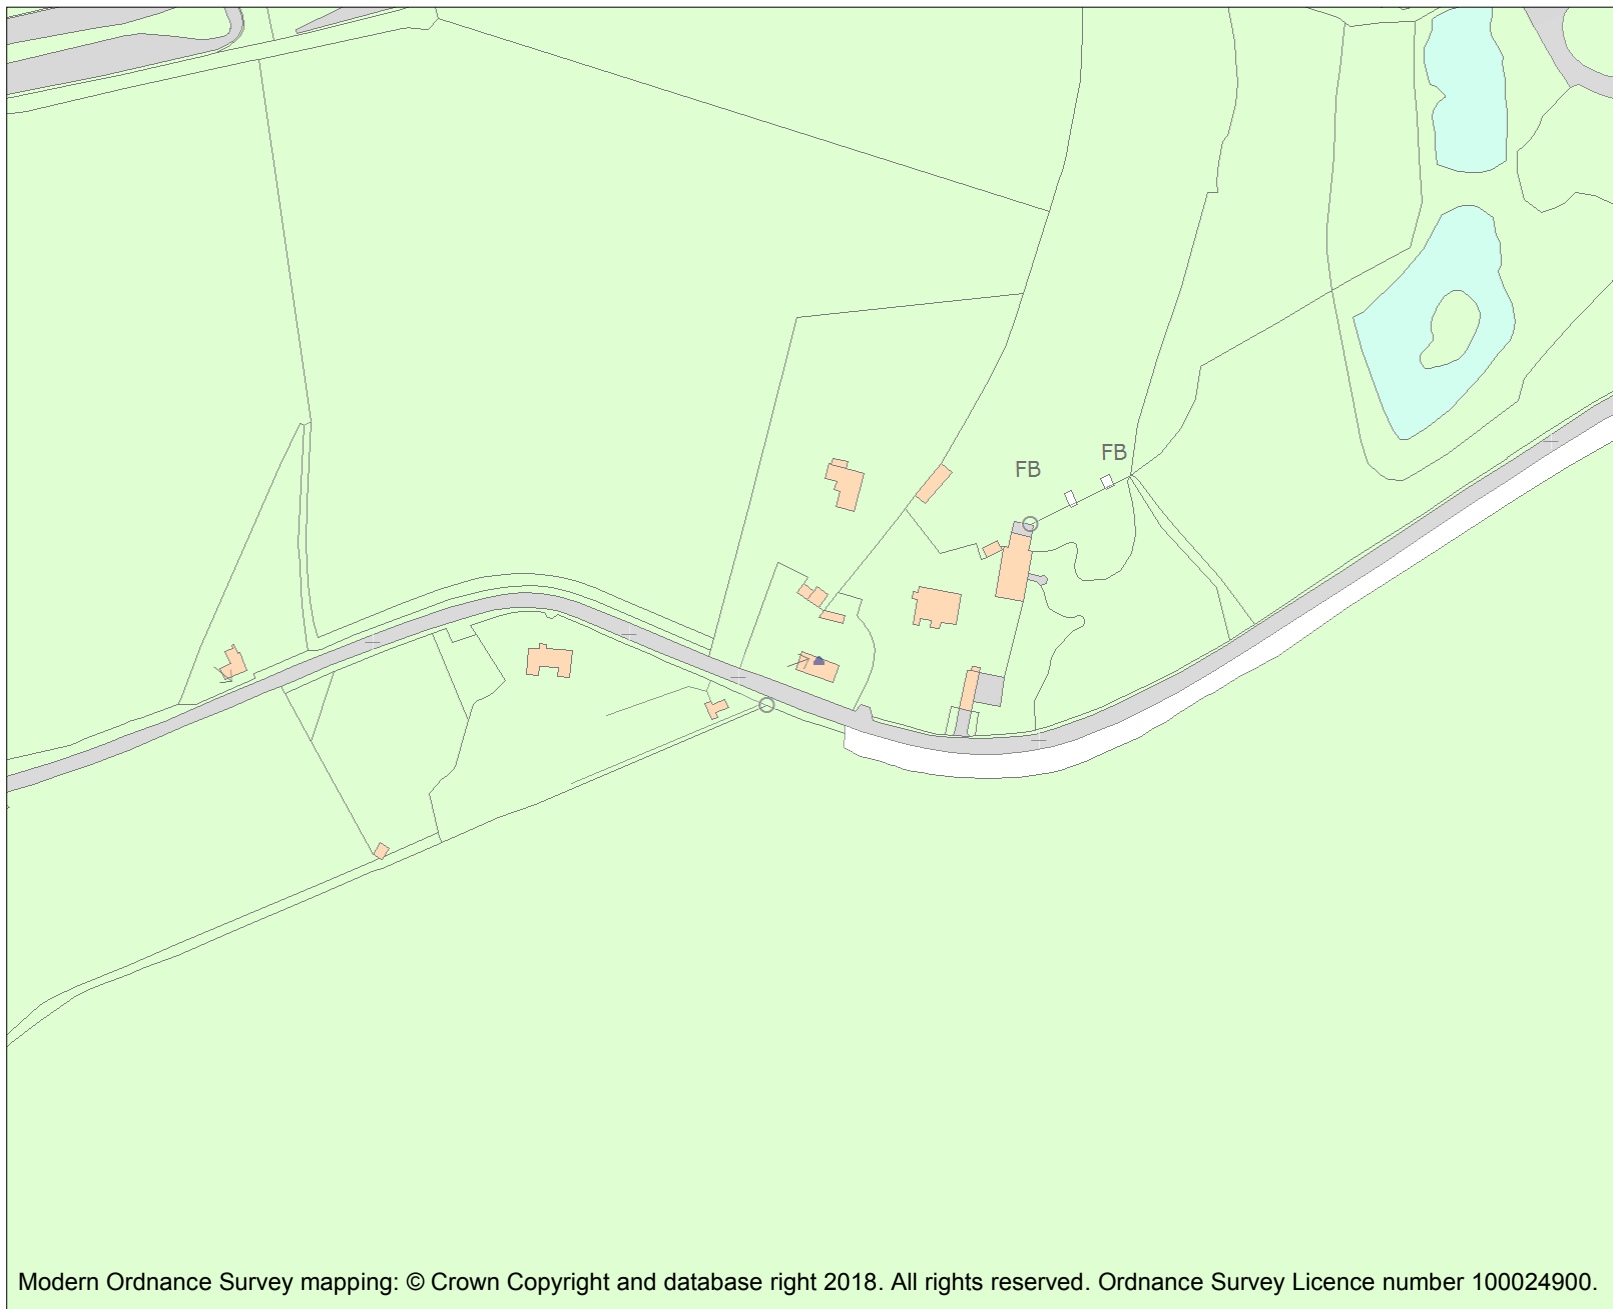 FB
FB
Modern Ordnance Survey mapping: © Crown Copyright and database right 2018. All rights reserved. Ordnance Survey Licence number 100024900.